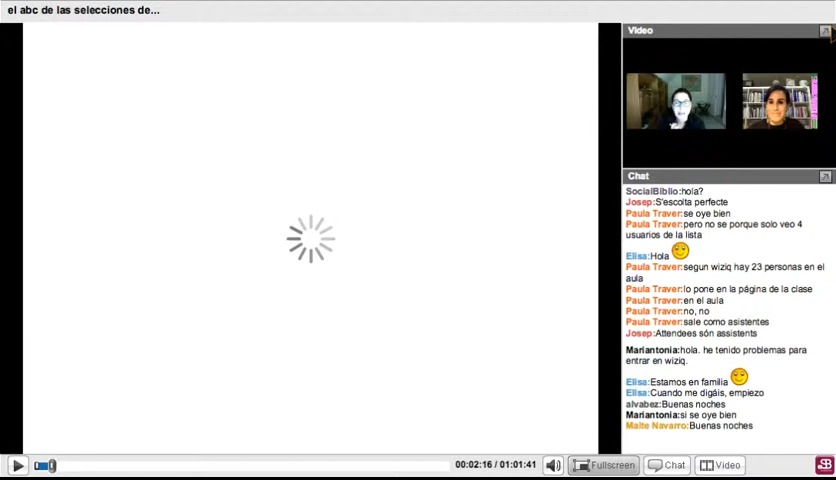 el abc de las selecciones de...
Video
Chat
SocialBiblio:hola?
Josep:S'escolta perfecte
Paula Traver:se oye bien
Paula Traver:pero no se porque solo veo 4
usuarios de la lista
Elisa:Hola
Paula Traver:segun wiziq hay 23 personas en el
aula
Paula Traver:lo pone en la página de la clase
Paula Traver:en el aula
Paula Traver:no, no
Paula Traver:sale como asistentes
Josep:Attendees són assistents
Mariantonia:hola. he tenido problemas para
entrar en wiziq.
Elisa:Estamos en familia
Elisa:Cuando me digáis, empiezo
alvabez:Buenas noches
Mariantonia:si se oye bien
Maite Navarro:Buenas noches
00:02:16 / 01:01:41
Fullscreen
Chat
Video
SB